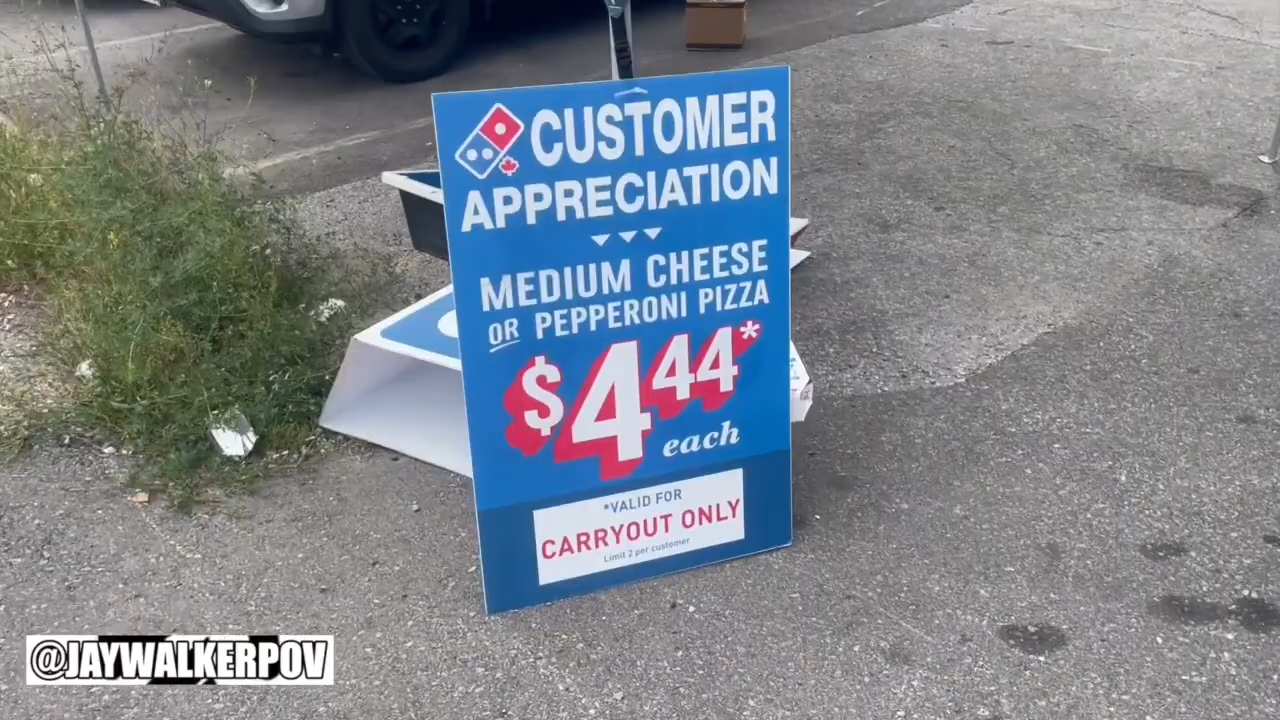 CUSTOMER
APPRECIATION
MEDIUM CHEESE
OR PEPPERONI PIZZA
$4.44*
each
*VALID FOR
CARRYOUT ONLY
Limit 2 per customer
@JAYWALKERPOV